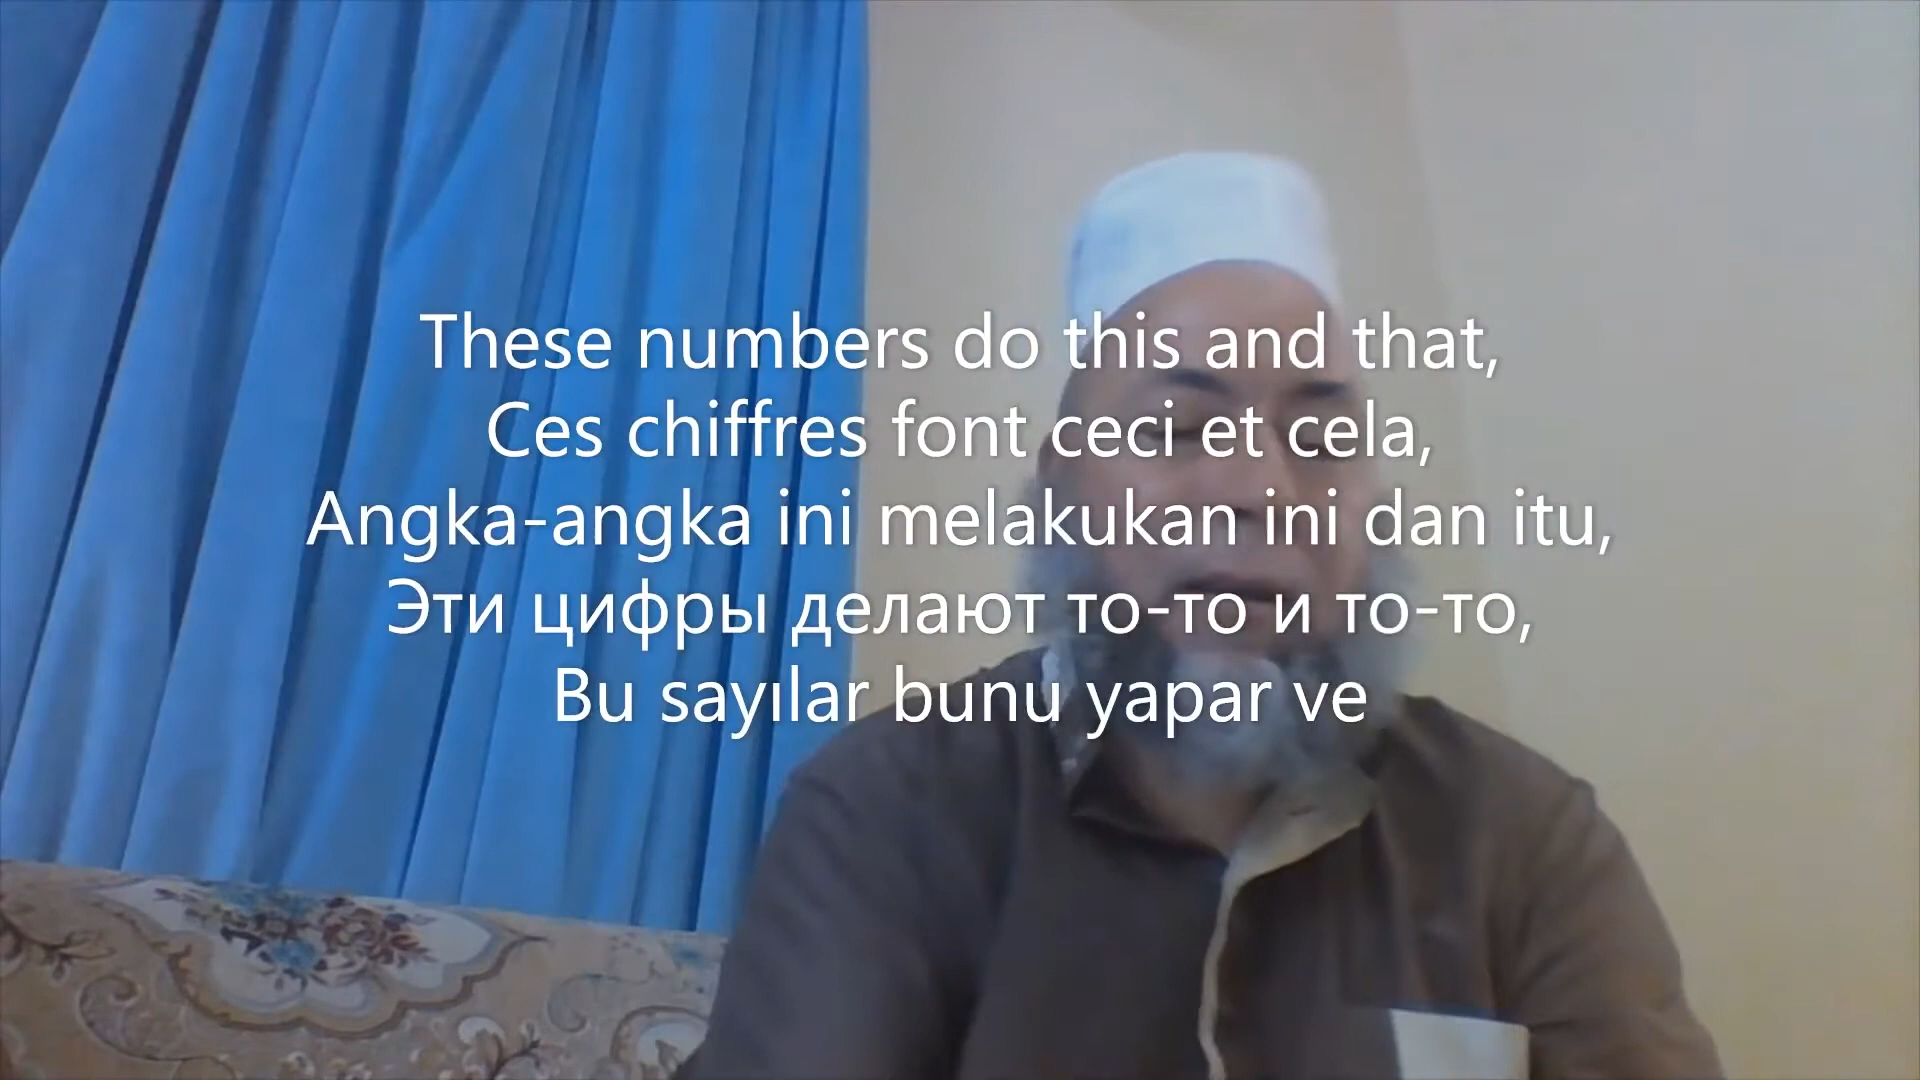 These numbers do this and that,
Ces chiffres font ceci et cela,
Angka-angka ini melakukan ini dan itu,
Эти цифры делают то-то и то-то,
Bu sayılar bunu yapar ve